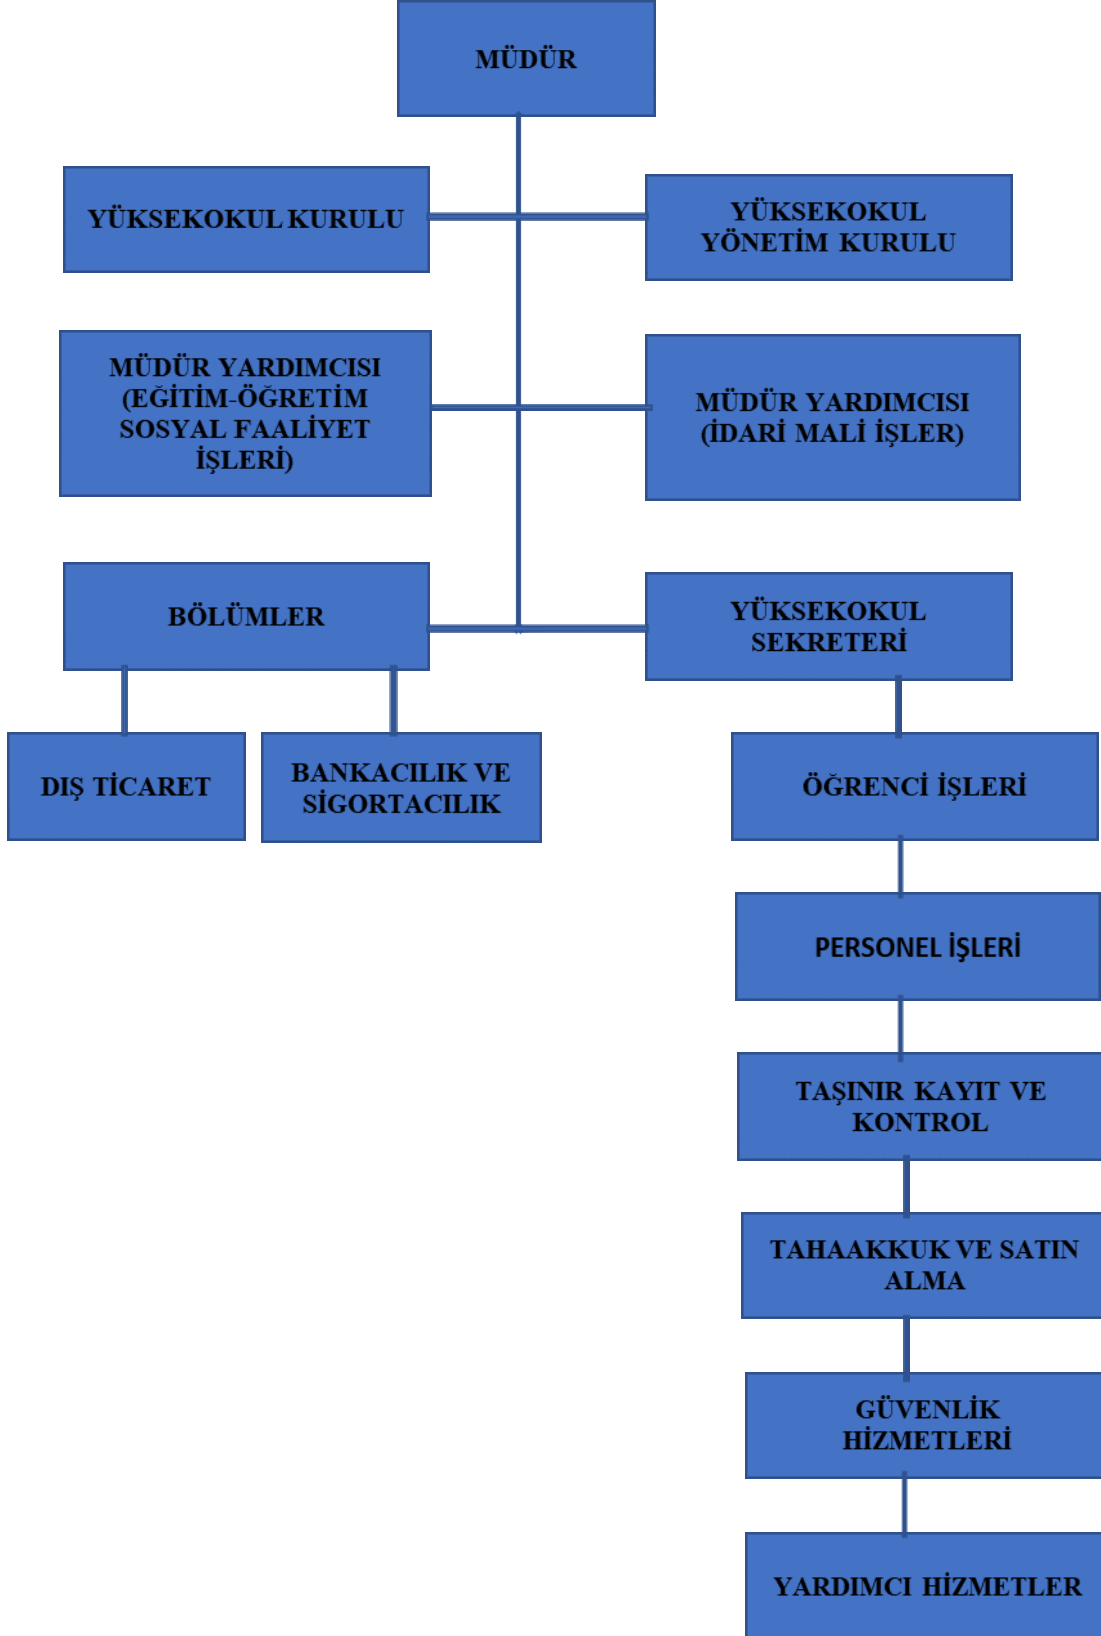 MÜDÜR
YÜKSEKOKUL KURULU
YÜKSEKOKUL
YÖNETİM KURULU
MÜDÜR YARDIMCISI
(EĞİTİM-ÖĞRETİM
SOSYAL FAALİYET
İŞLERİ)
MÜDÜR YARDIMCISI
(İDARİ MALİ İŞLER)
BÖLÜMLER
YÜKSEKOKUL
SEKRETERİ
DIŞ TİCARET
BANKACILIK VE
SİGORTACILIK
ÖĞRENCİ İŞLERİ
PERSONEL İŞLERİ
TAŞINIR KAYIT VE
KONTROL
TAHAAKKUK VE SATIN
ALMA
GÜVENLİK
HİZMETLERİ
YARDIMCI HİZMETLER